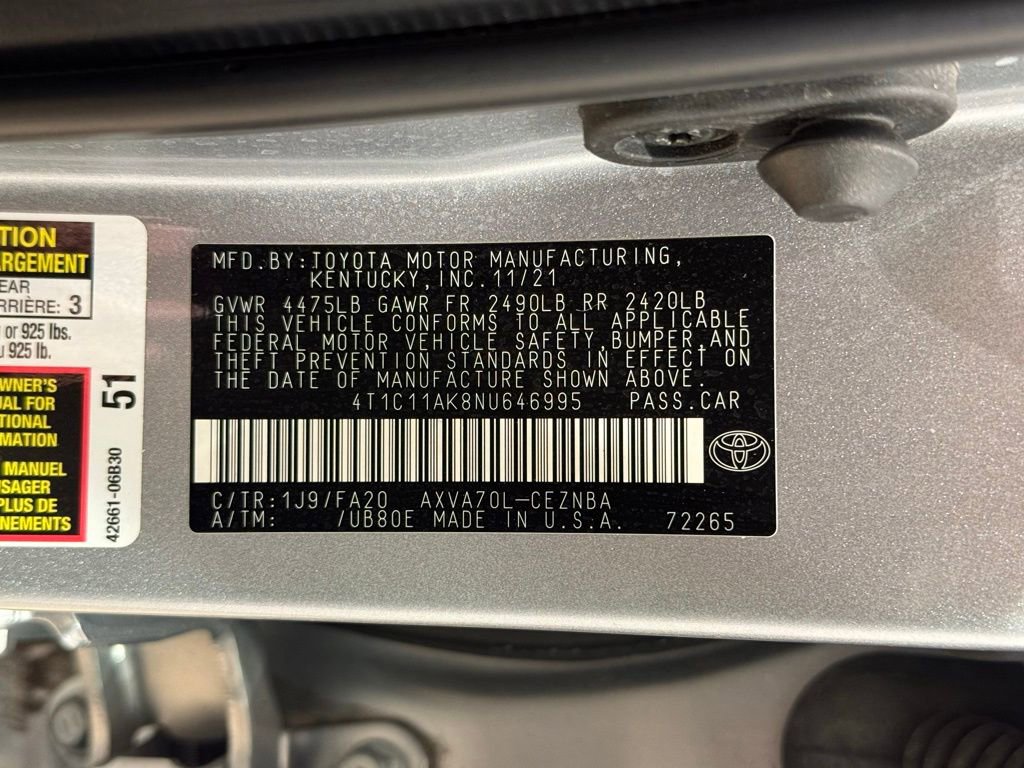 TION
ARGEMENT
EAR
RRIÈRE: 3
or 925 lbs.
u 925 lb.
WNER'S
UAL FOR
TIONAL
RMATION
MANUEL
USAGER
PLUS DE
NEMENTS
51
42661-06B30
MFD.BY:TOYOTA MOTOR MANUFACTURING,
KENTUCKY,INC.11/21
GVWR 4475LB GAWR FR 2490LB RR 2420LB
THIS VEHICLE CONFORMS TO ALL APPLICABLE
FEDERAL MOTOR VEHICLE SAFETY,BUMPER,AND
THEFT PREVENTION STANDARDS IN EFFECT ON
THE DATE OF MANUFACTURE SHOWN ABOVE.
4T1C11AK8NU646995 PASS.CAR
C/TR:1J9/FA20 AXVA70L-CEZNBA
A/TM: /UB80E MADE IN U.S.A. 72265